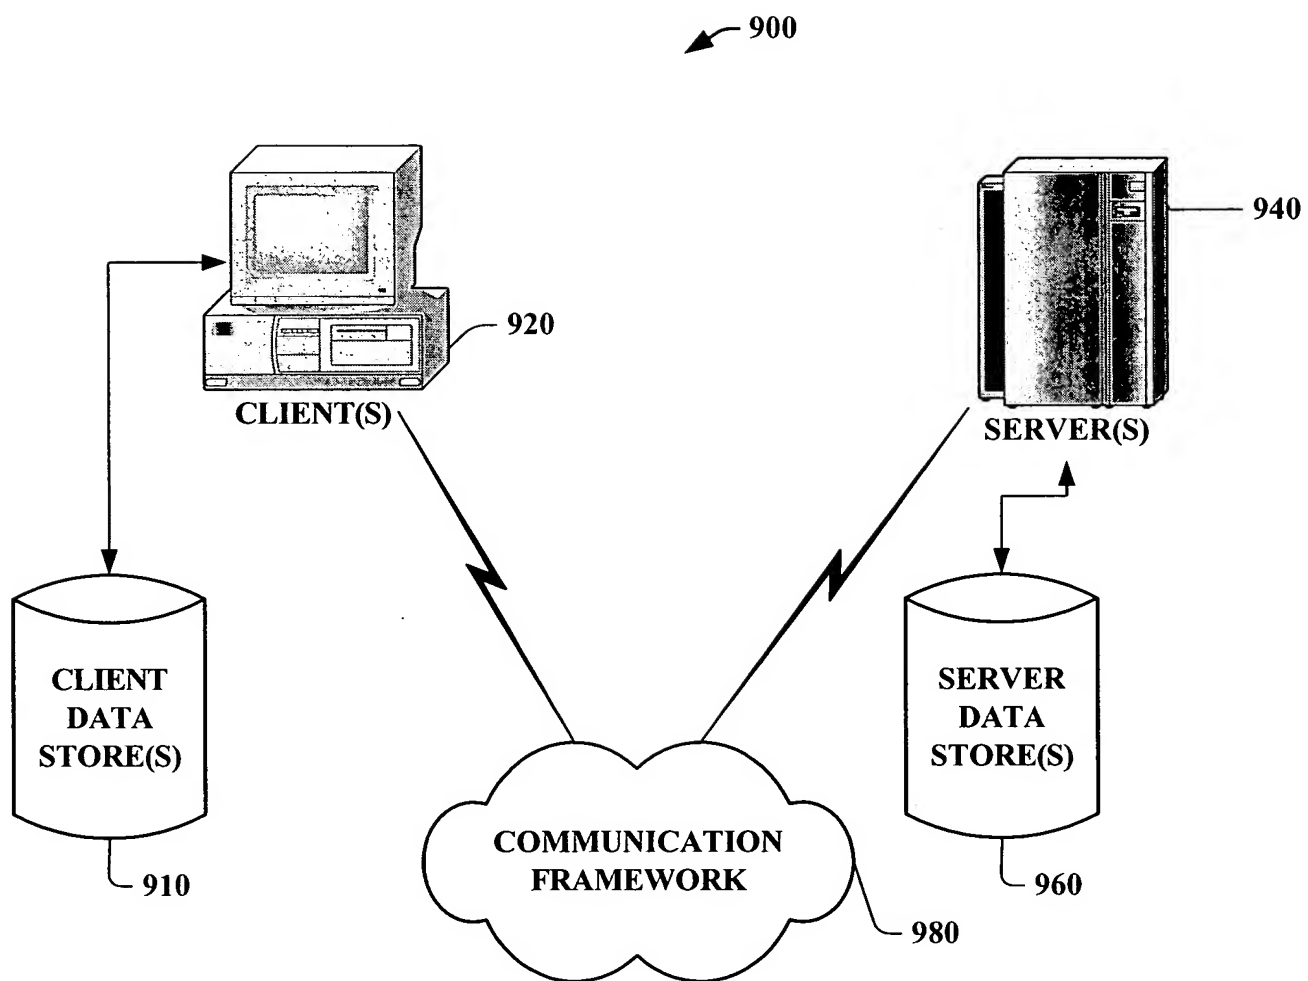 900
940
920
CLIENT(S)
SERVER(S)
CLIENT
DATA
STORE(S)
SERVER
DATA
STORE(S)
COMMUNICATION
FRAMEWORK
910
960
980